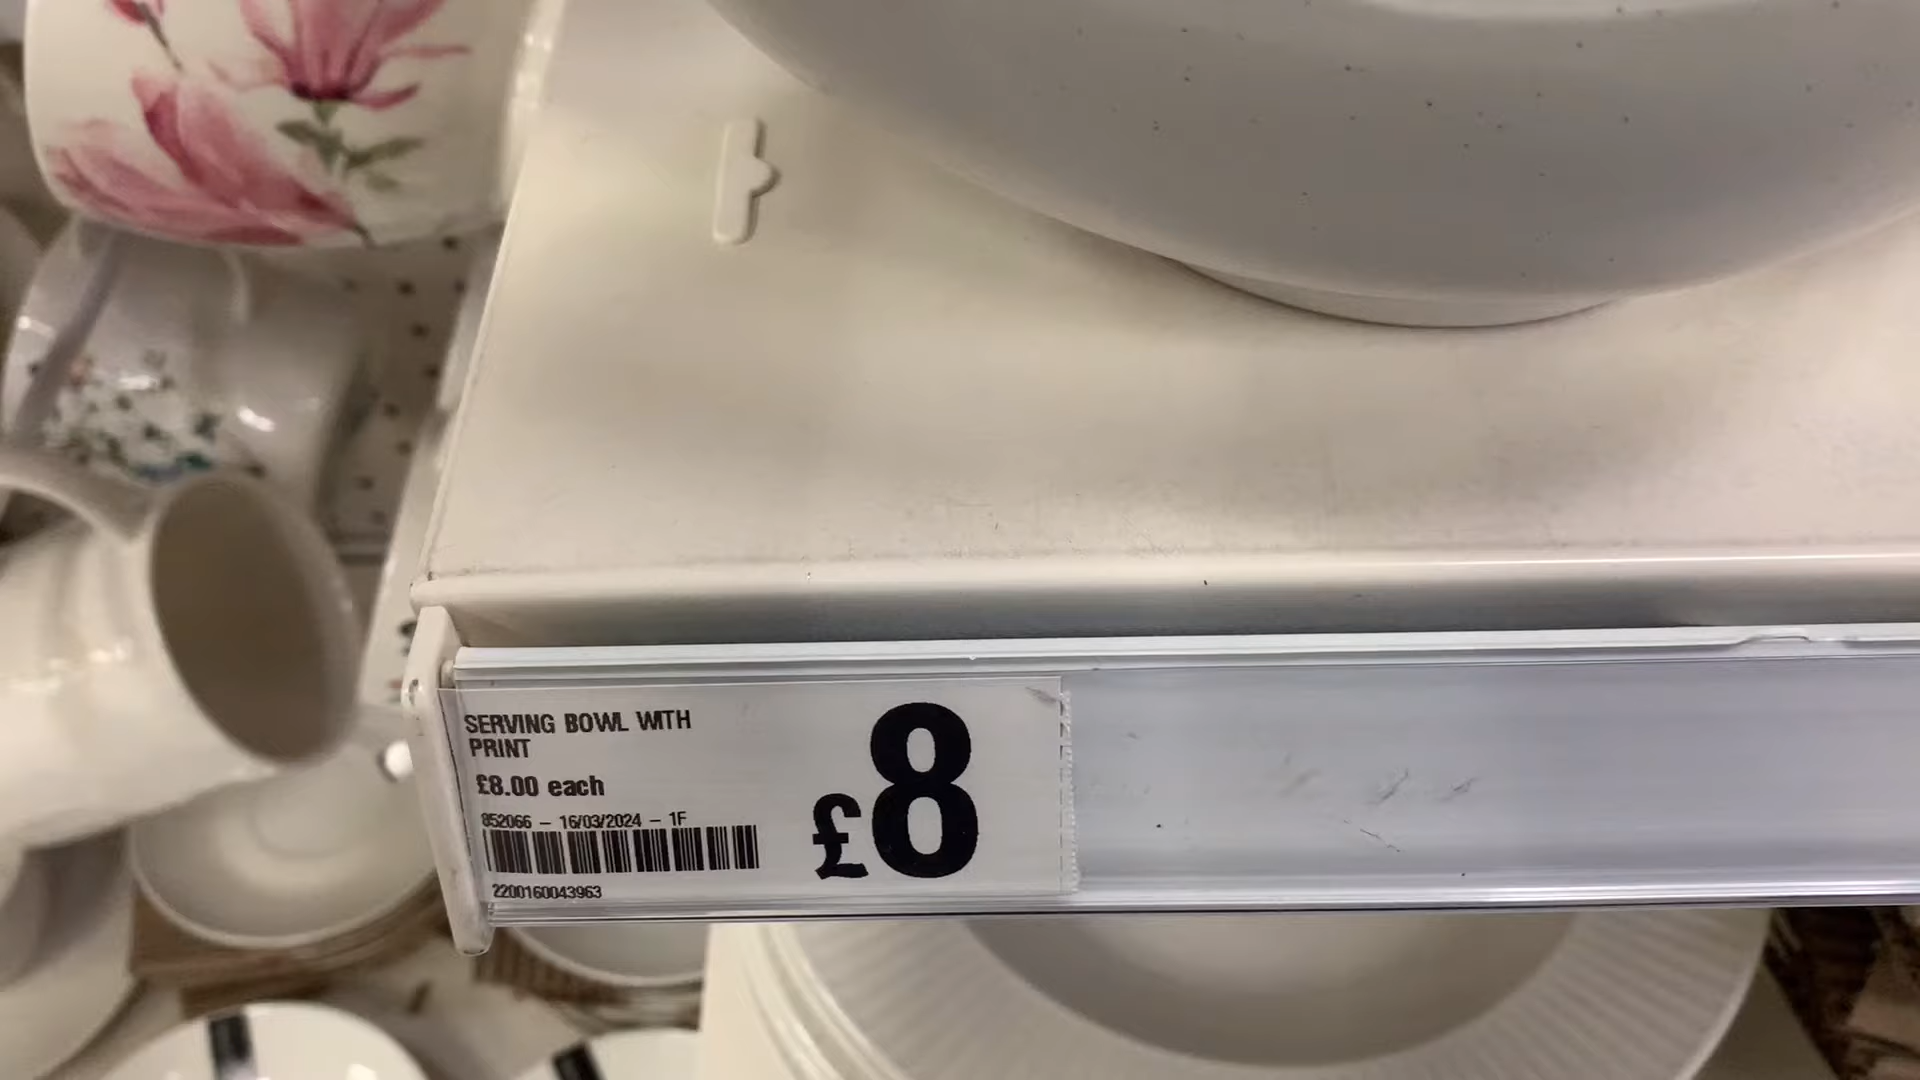 SERVING BOWL WITH
PRINT
£8.00 each
852066 – 16/03/2024 – 1F
2200160043963
£8